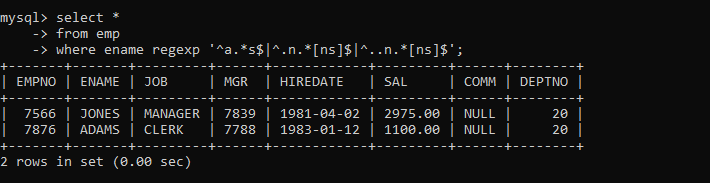 mysql> select *
    -> from emp
    -> where ename regexp '^a.*s$|^.n.*[ns]$|^..n.*[ns]$';
+-------+-------+---------+------+------------+---------+------+--------+
| EMPNO | ENAME | JOB     | MGR  | HIREDATE   | SAL     | COMM | DEPTNO |
+-------+-------+---------+------+------------+---------+------+--------+
|  7566 | JONES | MANAGER | 7839 | 1981-04-02 | 2975.00 | NULL |     20 |
|  7876 | ADAMS | CLERK   | 7788 | 1983-01-12 | 1100.00 | NULL |     20 |
+-------+-------+---------+------+------------+---------+------+--------+
2 rows in set (0.00 sec)